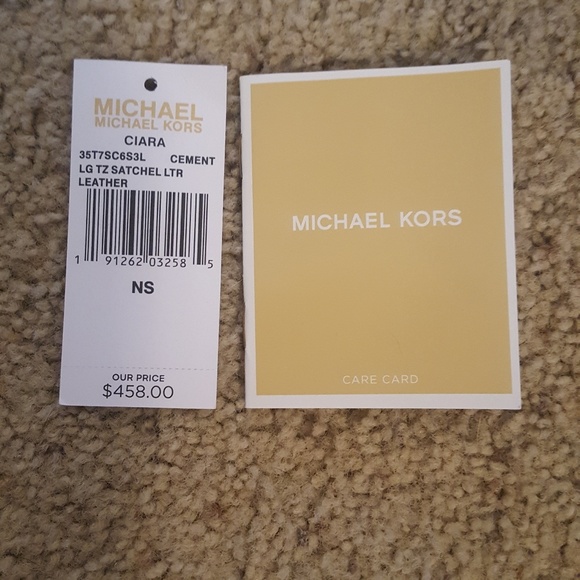 MICHAEL
MICHAEL KORS
CIARA
35T7SC6S3L CEMENT
LG TZ SATCHEL LTR
LEATHER
1 91262 03258 5
NS
OUR PRICE
$458.00
MICHAEL KORS
CARE CARD